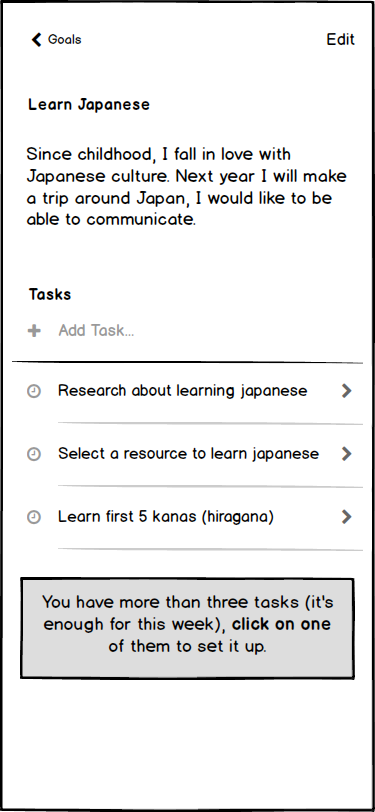 Goals
Edit
Learn Japanese
Since childhood, I fall in love with
Japanese culture. Next year I will make
a trip around Japan, I would like to be
able to communicate.
Tasks
Add Task...
Research about learning japanese
Select a resource to learn japanese
Learn first 5 kanas (hiragana)
You have more than three tasks (it's
enough for this week), click on one
of them to set it up.